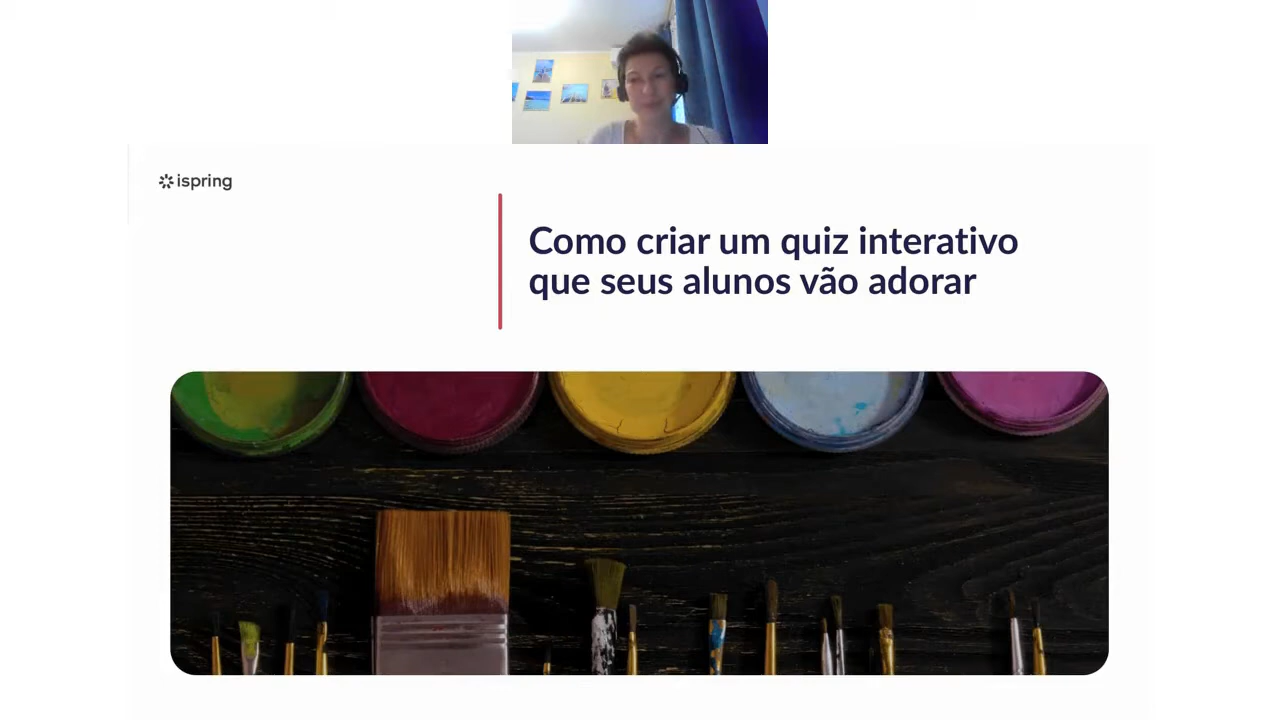 ispring
Como criar um quiz interativo
que seus alunos vão adorar